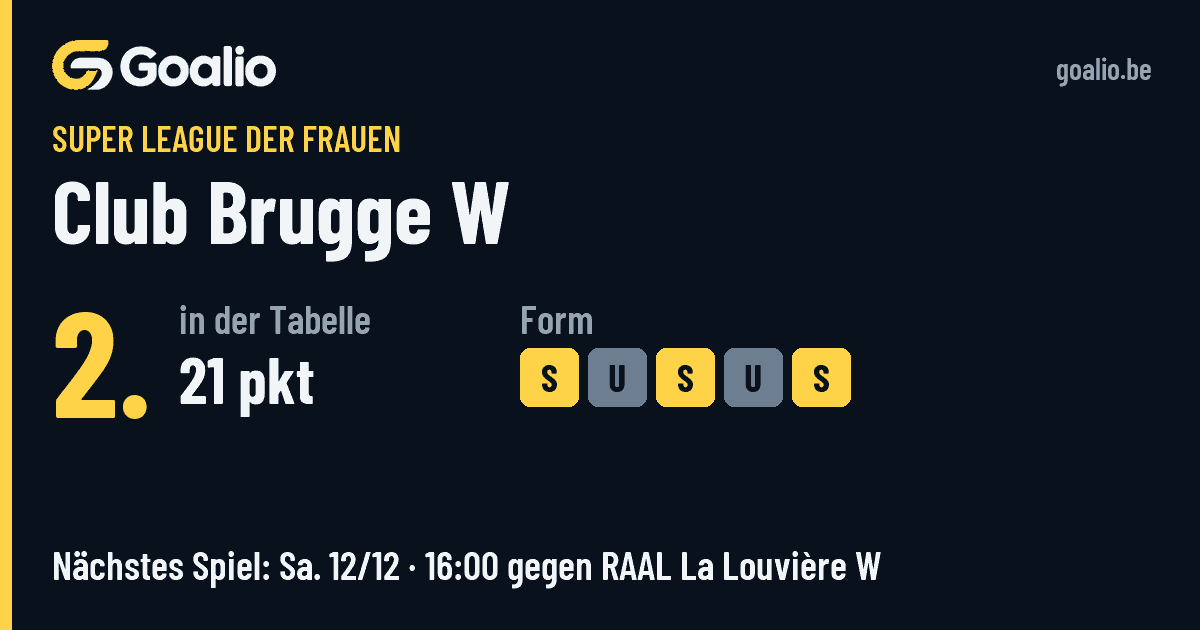 Goalio
goalio.be
SUPER LEAGUE DER FRAUEN
Club Brugge W
2.
in der Tabelle
21 pkt
Form
S U S U S
Nächstes Spiel: Sa. 12/12 · 16:00 gegen RAAL La Louvière W